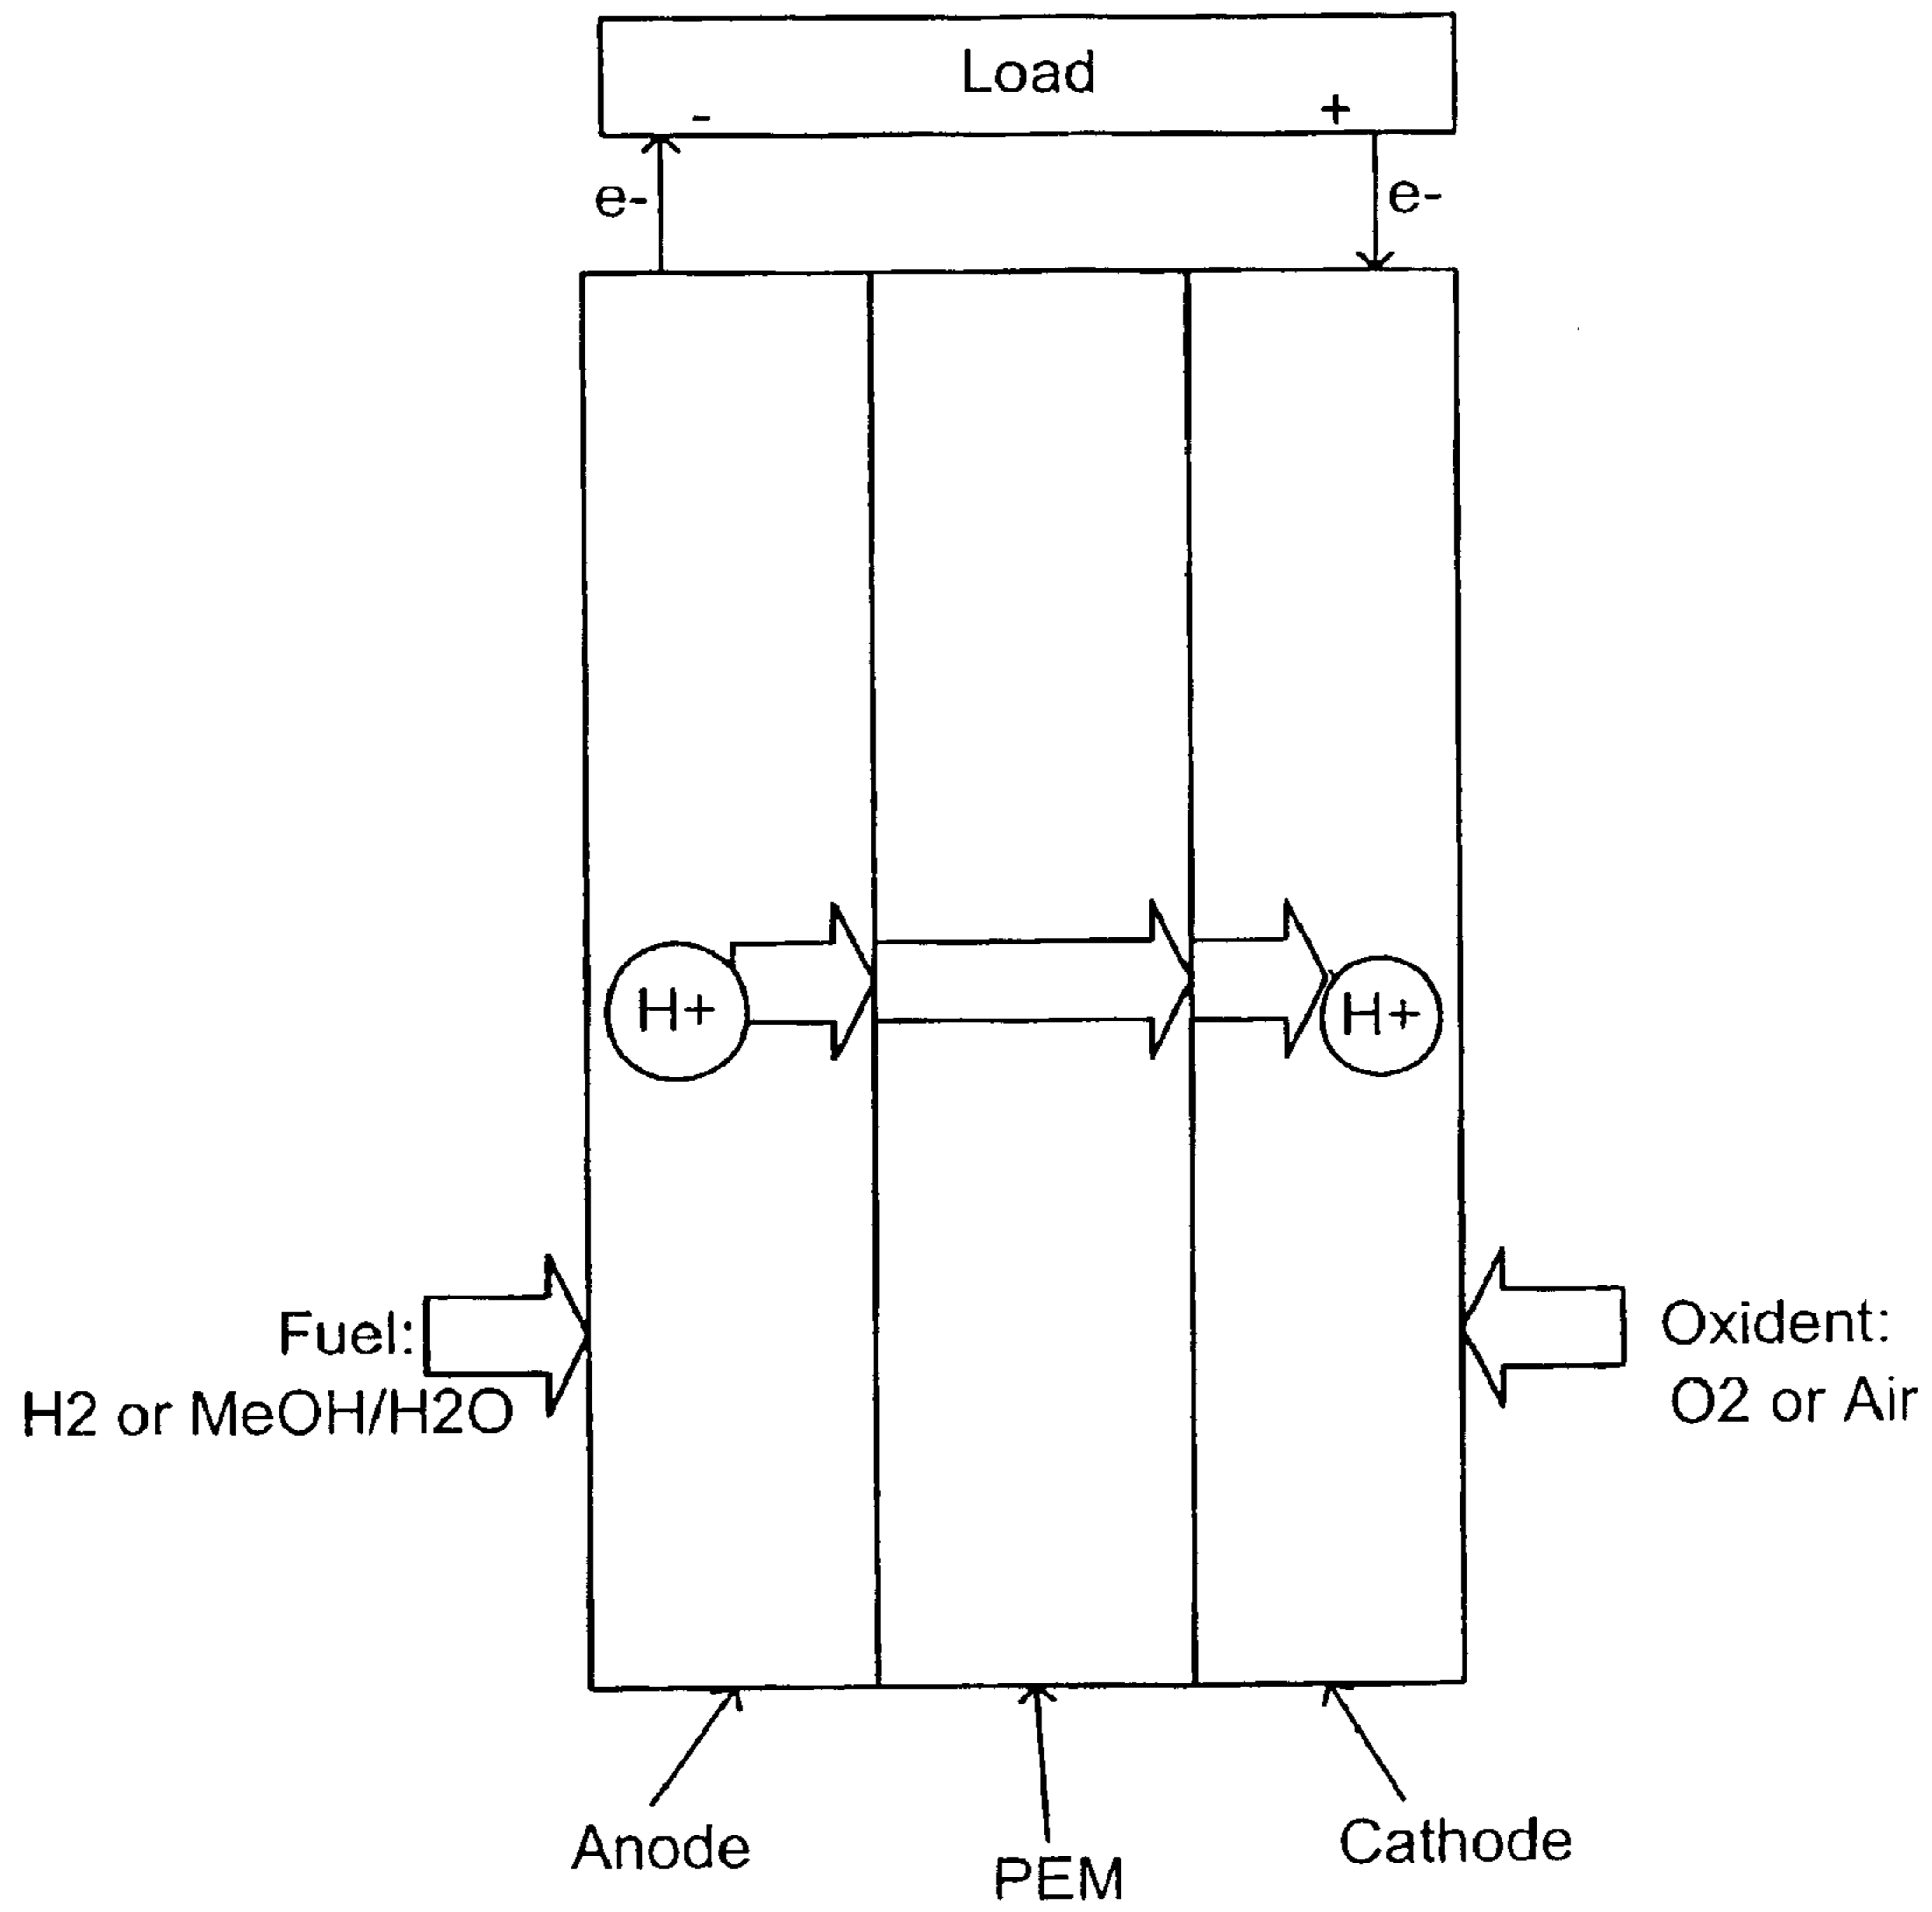 Load
- +
e- e-
H+ H+
Fuel:
H2 or MeOH/H2O
Oxident:
O2 or Air
Anode
PEM
Cathode